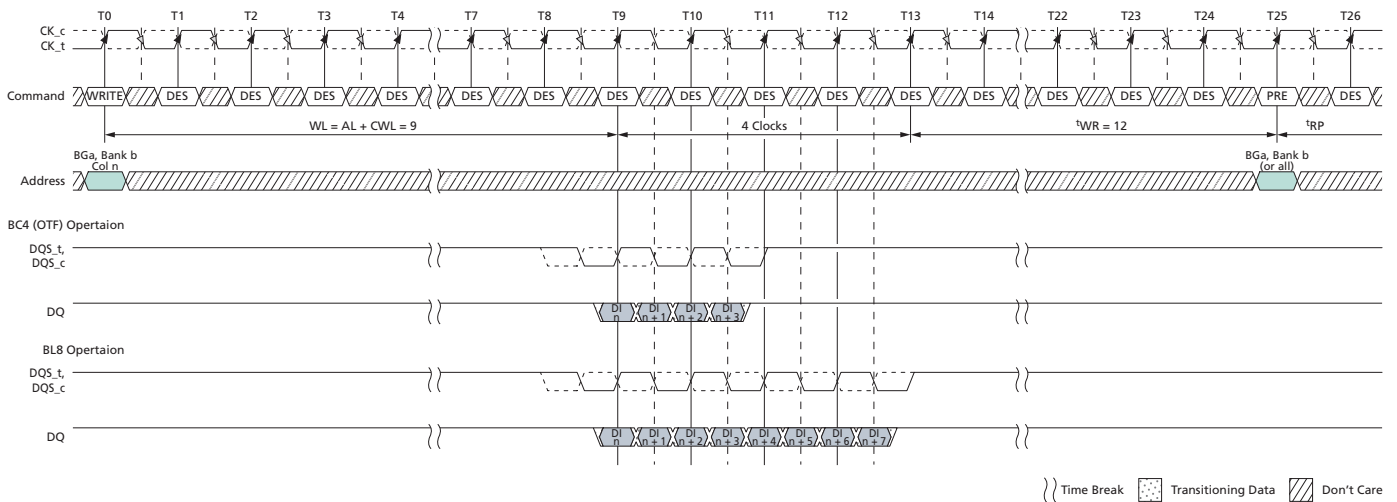 T0 T1 T2 T3 T4 T7 T8 T9 T10 T11 T12 T13 T14 T22 T23 T24 T25 T26
CK_c
CK_t
Command WRITE DES DES DES DES DES DES DES DES DES DES DES DES DES DES DES PRE DES
WL = AL + CWL = 9 4 Clocks tWR = 12 tRP
BGa, Bank b
Col n
BGa, Bank b
(or all)
Address
BC4 (OTF) Opertaion
DQS_t,
DQS_c
DQ
DI n DI n + 1 DI n + 2 DI n + 3
BL8 Opertaion
DQS_t,
DQS_c
DQ
DI n DI n + 1 DI n + 2 DI n + 3 DI n + 4 DI n + 5 DI n + 6 DI n + 7
Time Break Transitioning Data Don't Care